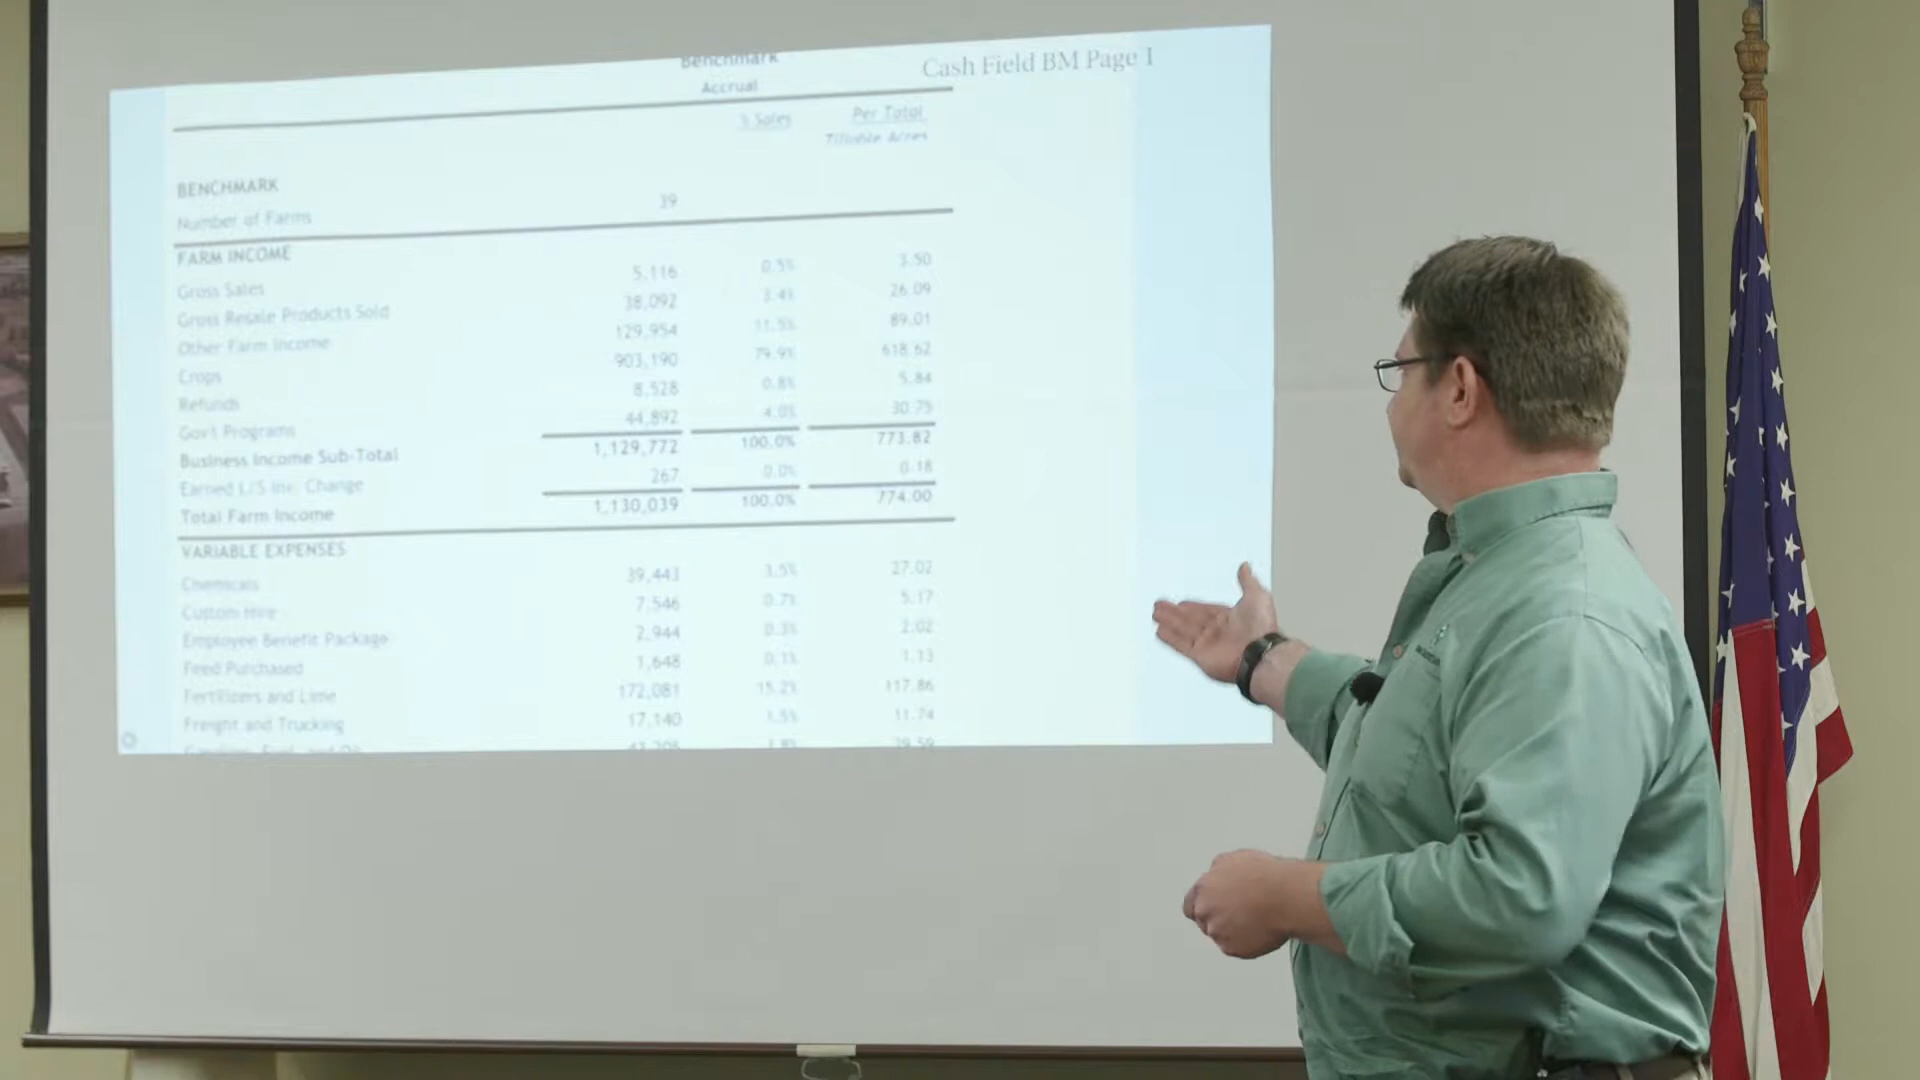 Benchmark
Cash Field BM Page 1
Accrual
% Sales Per Total
Tillable Acres
BENCHMARK
Number of Farms 39
FARM INCOME
Gross Sales 5,116 0.5% 3.50
Gross Resale Products Sold 38,092 3.4% 26.09
Other Farm Income 129,954 11.5% 89.01
Crops 903,190 79.9% 618.62
Refunds 8,528 0.8% 5.84
Gov't Programs 44,892 4.0% 30.75
Business Income Sub-Total 1,129,772 100.0% 773.82
Earned L/S Inv. Change 267 0.0% 0.18
Total Farm Income 1,130,039 100.0% 774.00
VARIABLE EXPENSES
Chemicals 39,443 3.5% 27.02
Custom Hire 7,546 0.7% 5.17
Employee Benefit Package 2,944 0.3% 2.02
Feed Purchased 1,648 0.1% 1.13
Fertilizers and Lime 172,081 15.2% 117.86
Freight and Trucking 17,140 1.5% 11.74